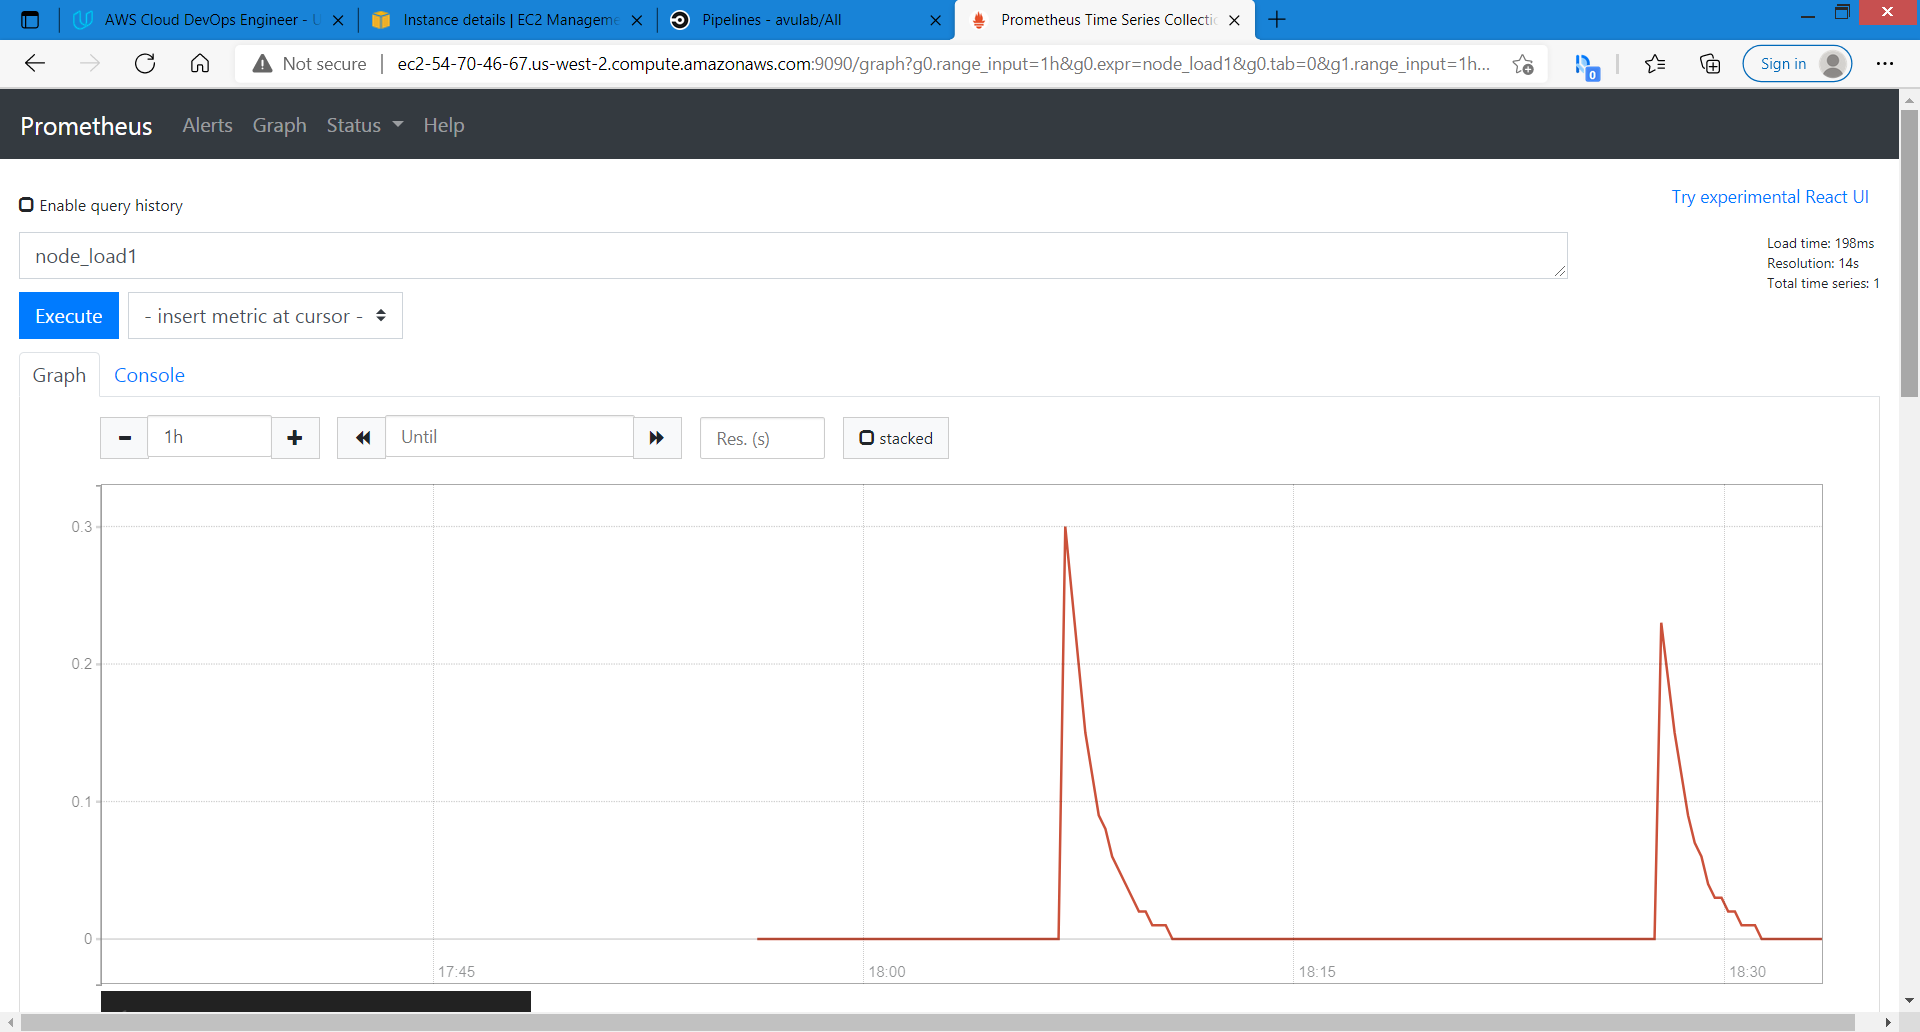 AWS Cloud DevOps Engineer - U
Instance details | EC2 Manageme
Pipelines - avulab/All
Prometheus Time Series Collectio
Not secure
ec2-54-70-46-67.us-west-2.compute.amazonaws.com:9090/graph?g0.range_input=1h&g0.expr=node_load1&g0.tab=0&g1.range_input=1h...
0
Sign in
Prometheus
Alerts
Graph
Status
Help
Enable query history
Try experimental React UI
node_load1
Load time: 198ms
Resolution: 14s
Total time series: 1
Execute
- insert metric at cursor -
Graph
Console
1h
Until
Res. (s)
stacked
0.3
0.2
0.1
0
17:45
18:00
18:15
18:30